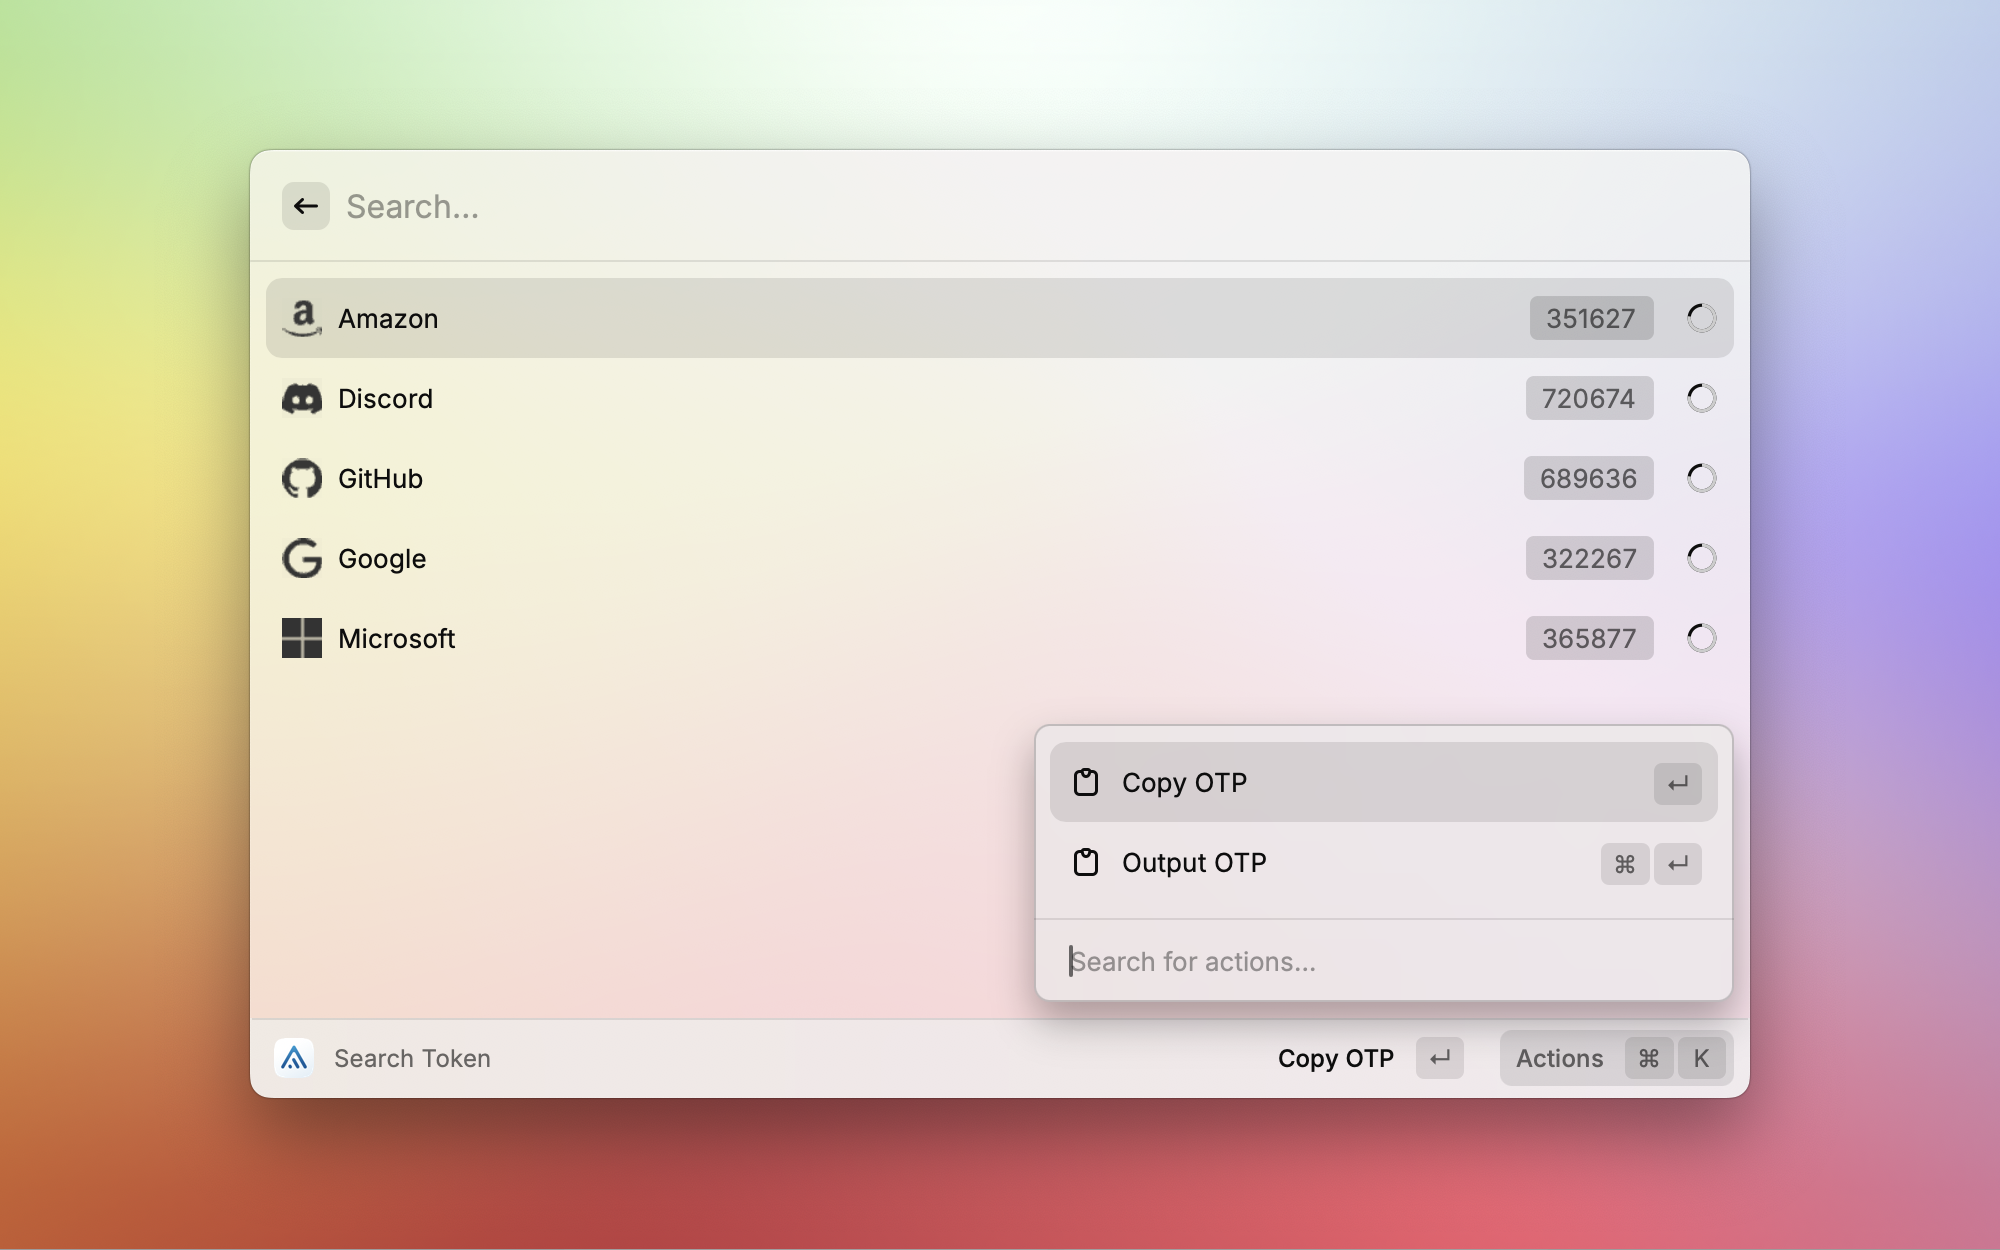 Search...
Amazon 351627
Discord 720674
GitHub 689636
Google 322267
Microsoft 365877
Copy OTP ↵
Output OTP ⌘ ↵
Search for actions...
Search Token Copy OTP ↵ Actions ⌘ K